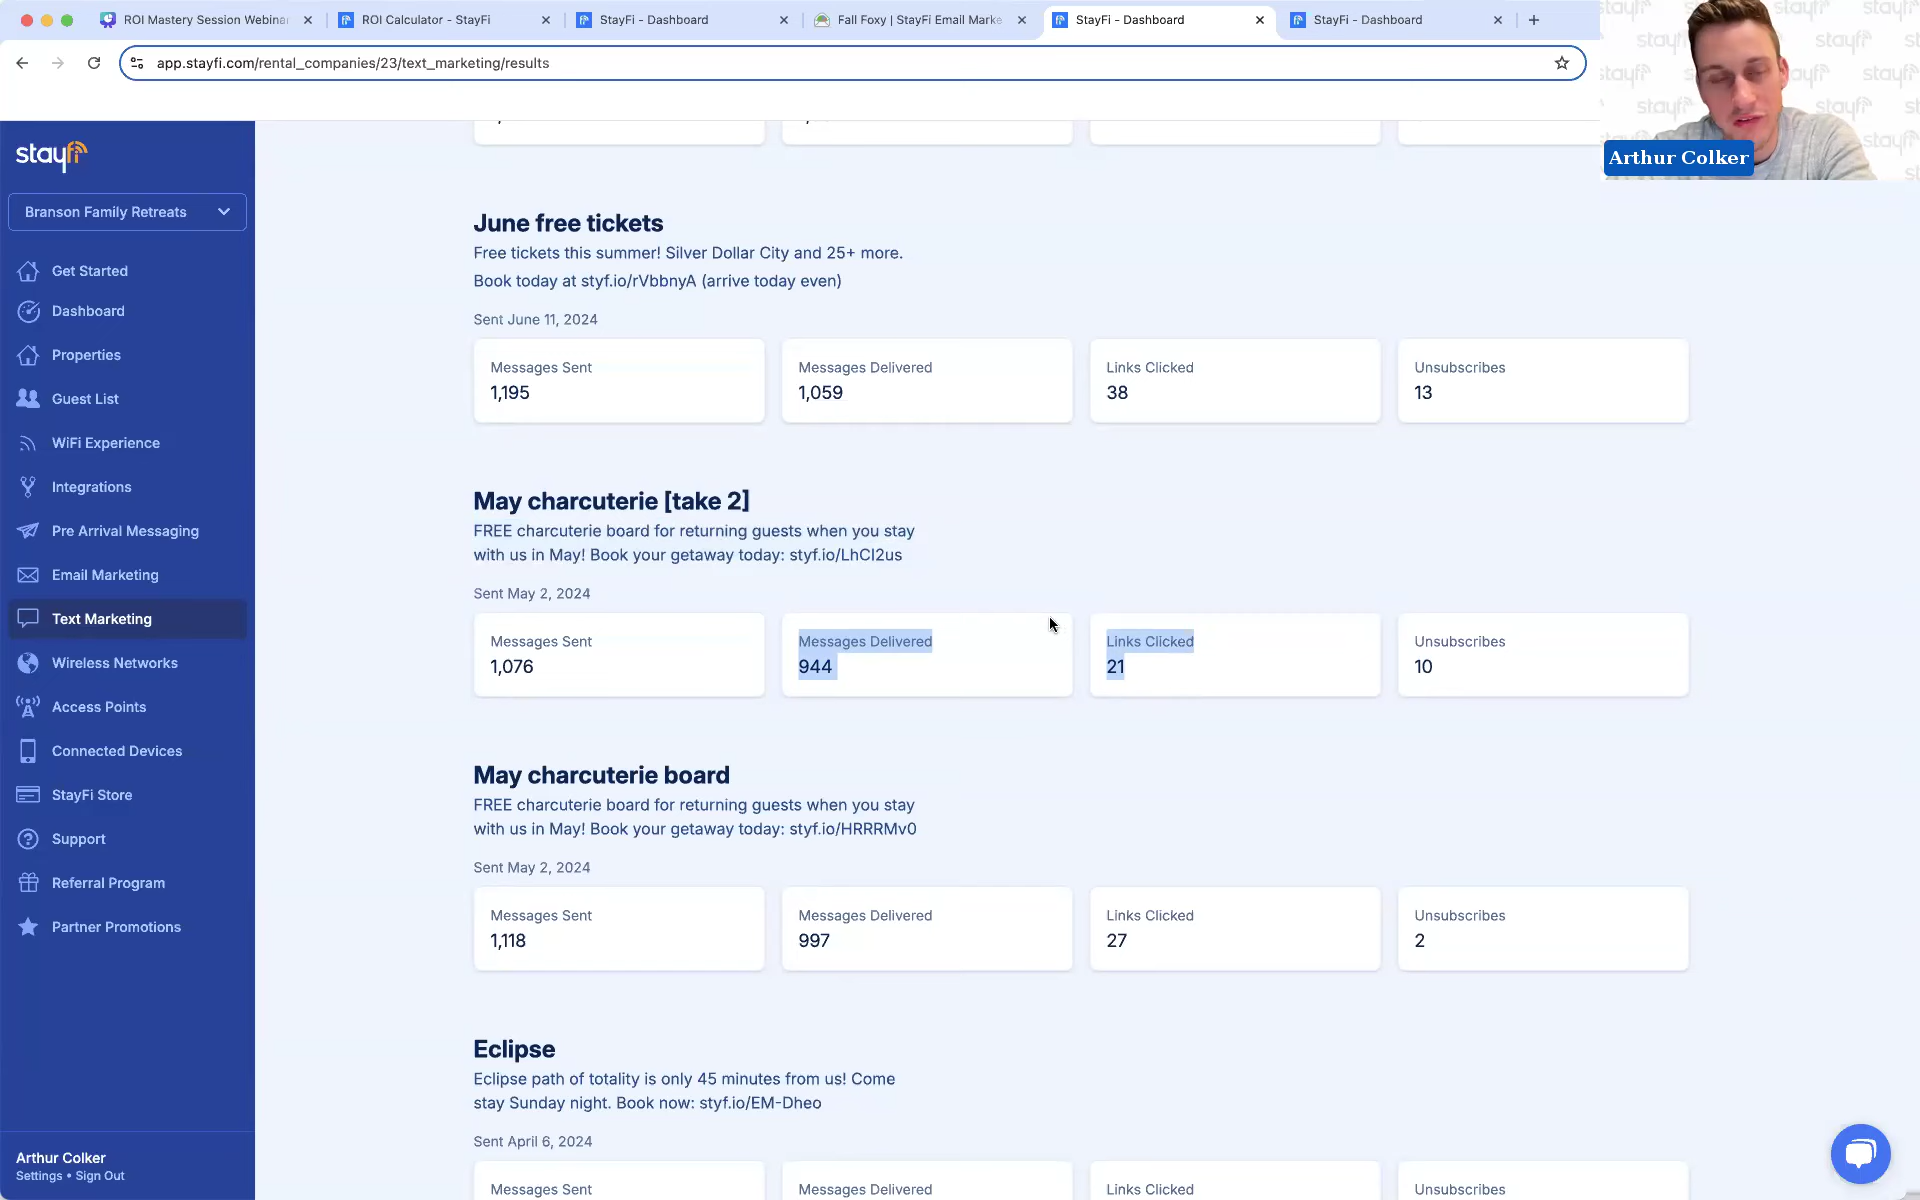 ROI Mastery Session Webinar
ROI Calculator - StayFi
StayFi - Dashboard
Fall Foxy | StayFi Email Marke
StayFi - Dashboard
StayFi - Dashboard
app.stayfi.com/rental_companies/23/text_marketing/results
stayfi
Arthur Colker
stayfi
Branson Family Retreats
Get Started
Dashboard
Properties
Guest List
WiFi Experience
Integrations
Pre Arrival Messaging
Email Marketing
Text Marketing
Wireless Networks
Access Points
Connected Devices
StayFi Store
Support
Referral Program
Partner Promotions
Arthur Colker
Settings • Sign Out
June free tickets
Free tickets this summer! Silver Dollar City and 25+ more.
Book today at styf.io/rVbbnyA (arrive today even)
Sent June 11, 2024
Messages Sent
1,195
Messages Delivered
1,059
Links Clicked
38
Unsubscribes
13
May charcuterie [take 2]
FREE charcuterie board for returning guests when you stay
with us in May! Book your getaway today: styf.io/LhCI2us
Sent May 2, 2024
Messages Sent
1,076
Messages Delivered
944
Links Clicked
21
Unsubscribes
10
May charcuterie board
FREE charcuterie board for returning guests when you stay
with us in May! Book your getaway today: styf.io/HRRRMv0
Sent May 2, 2024
Messages Sent
1,118
Messages Delivered
997
Links Clicked
27
Unsubscribes
2
Eclipse
Eclipse path of totality is only 45 minutes from us! Come
stay Sunday night. Book now: styf.io/EM-Dheo
Sent April 6, 2024
Messages Sent
Messages Delivered
Links Clicked
Unsubscribes